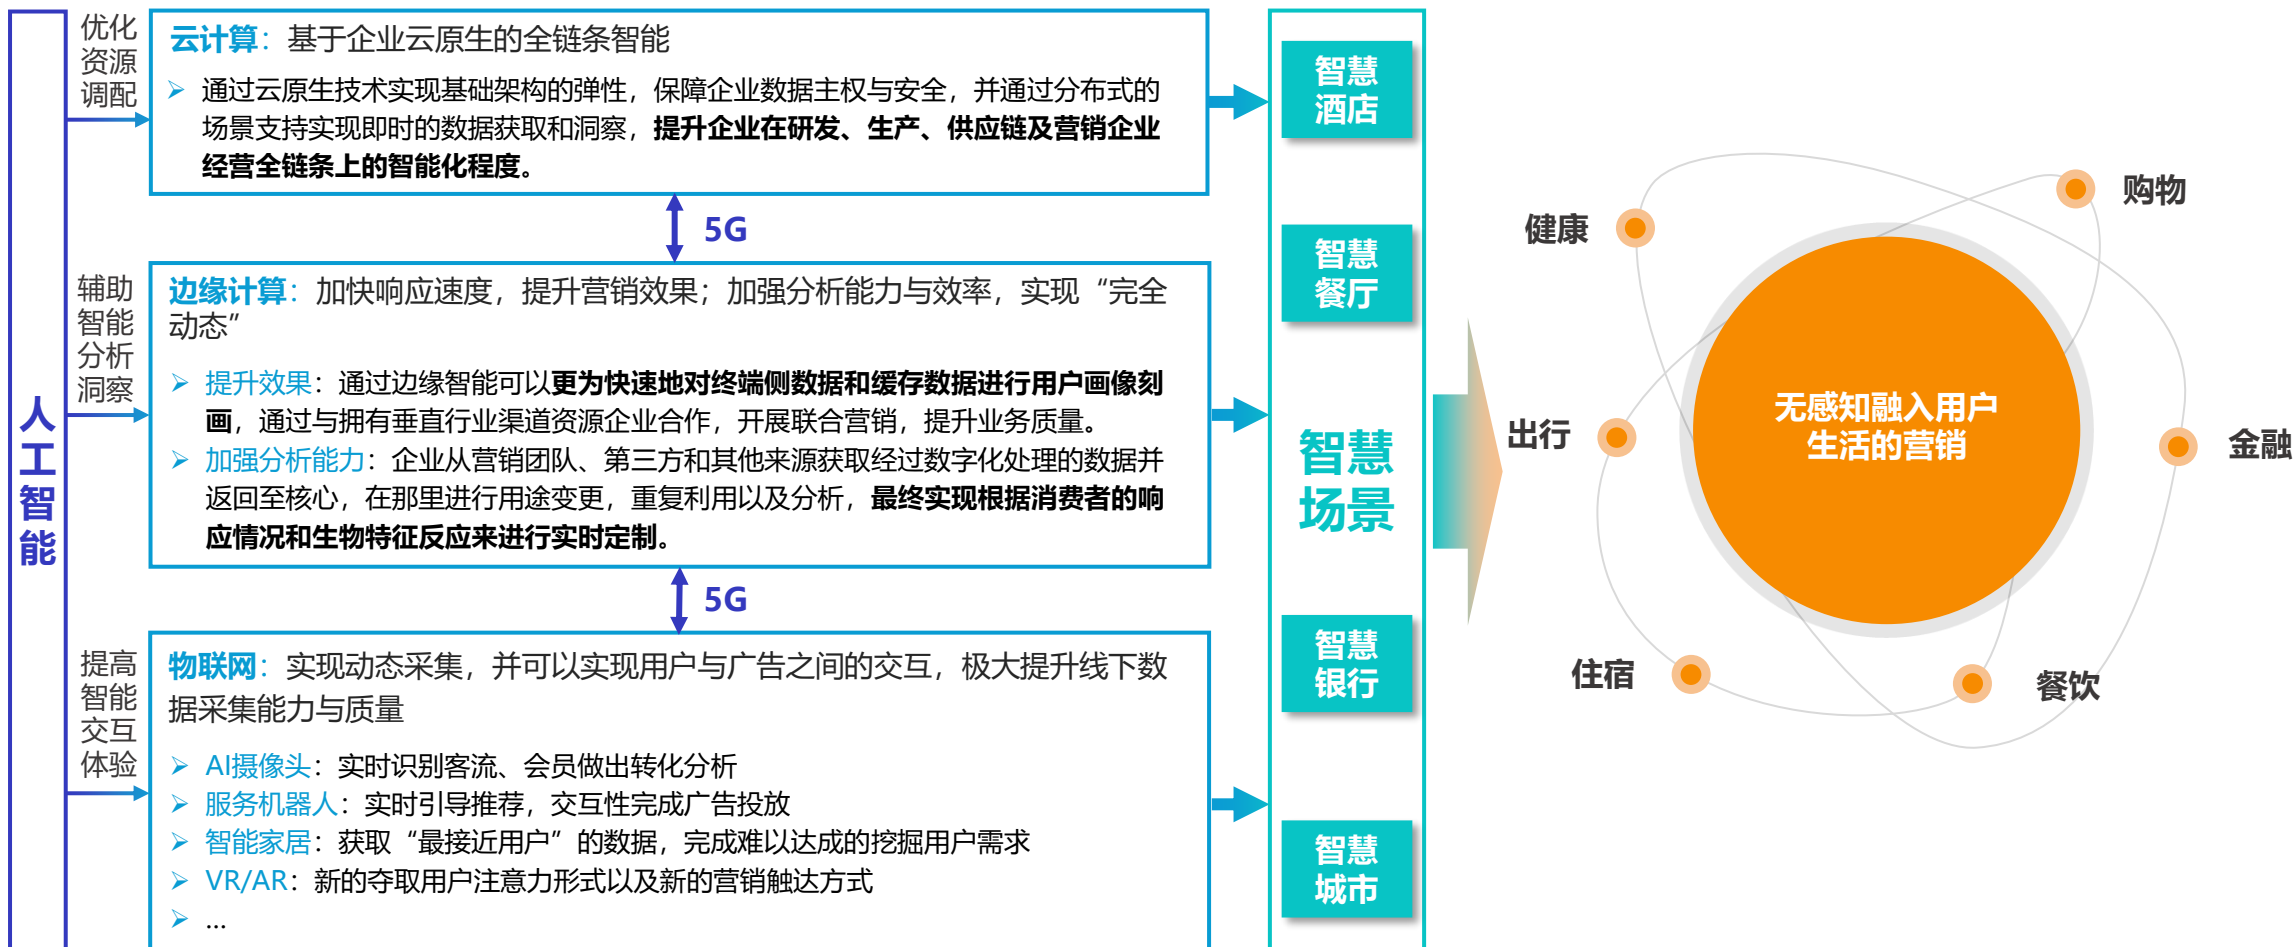 人
工
智
能
优化
资源
调配
云计算：基于企业云原生的全链条智能
通过云原生技术实现基础架构的弹性，保障企业数据主权与安全，并通过分布式的
场景支持实现即时的数据获取和洞察，提升企业在研发、生产、供应链及营销企业
经营全链条上的智能化程度。
5G
辅助
智能
分析
洞察
边缘计算：加快响应速度，提升营销效果；加强分析能力与效率，实现“完全
动态”
提升效果：通过边缘智能可以更为快速地对终端侧数据和缓存数据进行用户画像刻
画，通过与拥有垂直行业渠道资源企业合作，开展联合营销，提升业务质量。
加强分析能力：企业从营销团队、第三方和其他来源获取经过数字化处理的数据并
返回至核心，在那里进行用途变更，重复利用以及分析，最终实现根据消费者的响
应情况和生物特征反应来进行实时定制。
5G
提高
智能
交互
体验
物联网：实现动态采集，并可以实现用户与广告之间的交互，极大提升线下数
据采集能力与质量
AI摄像头：实时识别客流、会员做出转化分析
服务机器人：实时引导推荐，交互性完成广告投放
智能家居：获取“最接近用户”的数据，完成难以达成的挖掘用户需求
VR/AR：新的夺取用户注意力形式以及新的营销触达方式
...
智慧
酒店
智慧
餐厅
智慧
场景
智慧
银行
智慧
城市
购物
健康
无感知融入用户
生活的营销
出行
金融
住宿
餐饮